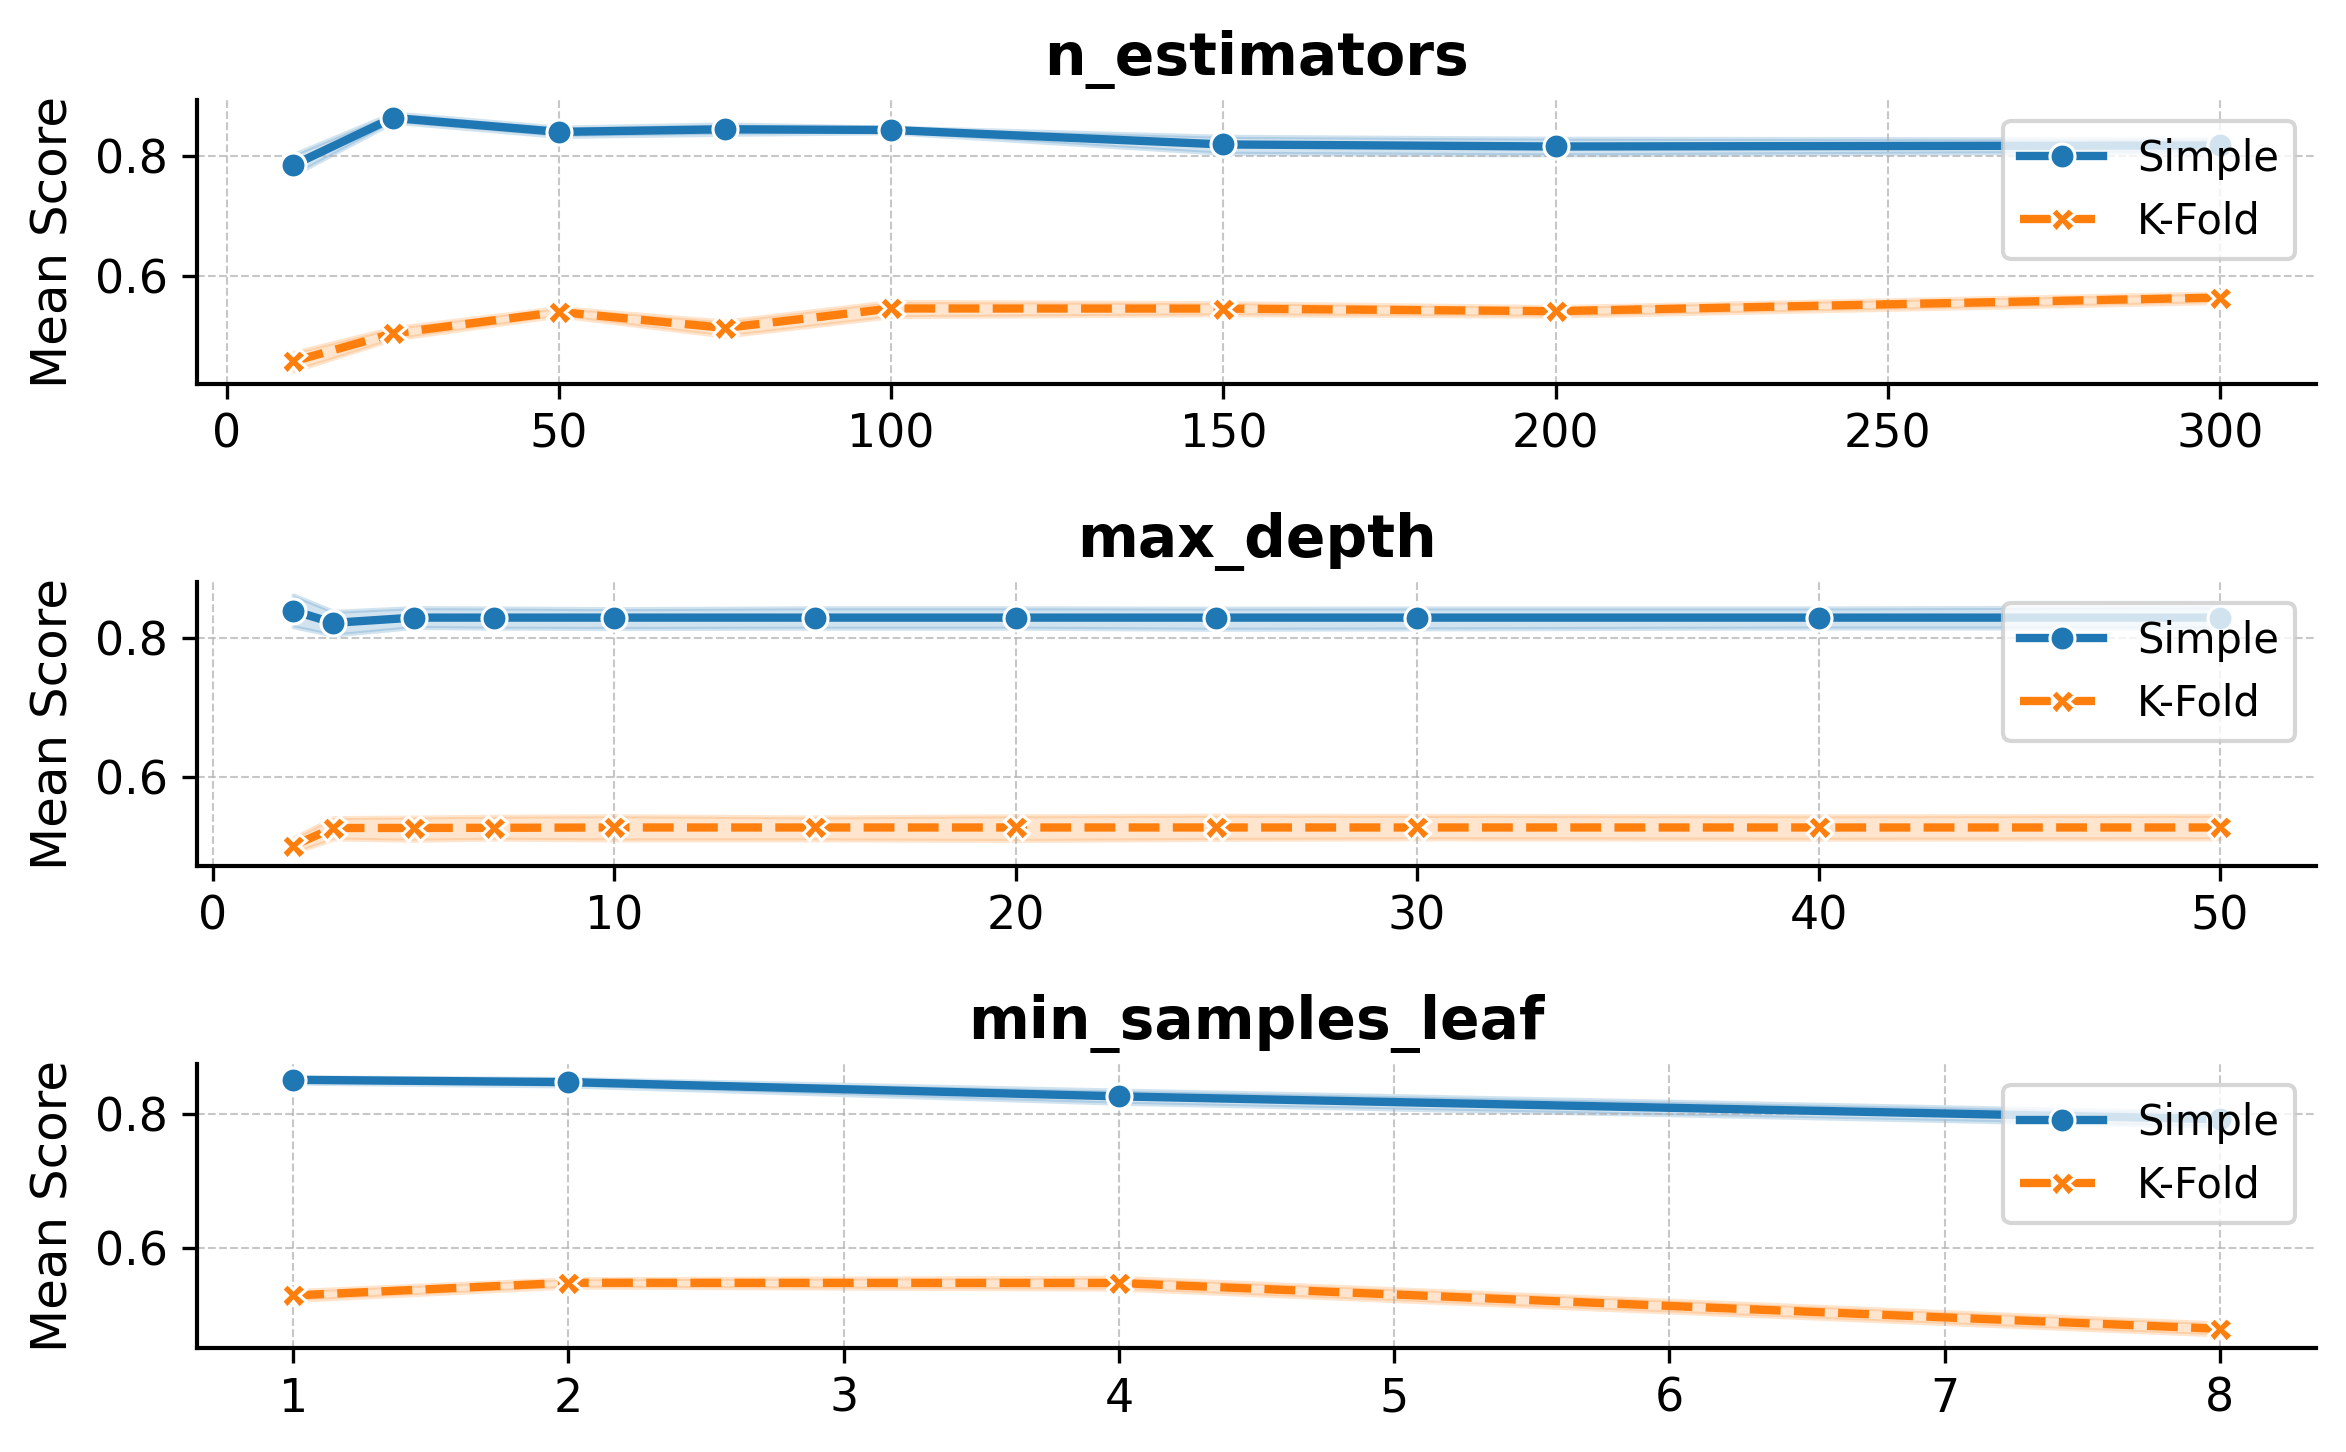 n_estimators
Mean Score
0.8
0.6
Simple
K-Fold
0 50 100 150 200 250 300
max_depth
Mean Score
0.8
0.6
Simple
K-Fold
0 10 20 30 40 50
min_samples_leaf
Mean Score
0.8
0.6
Simple
K-Fold
1 2 3 4 5 6 7 8